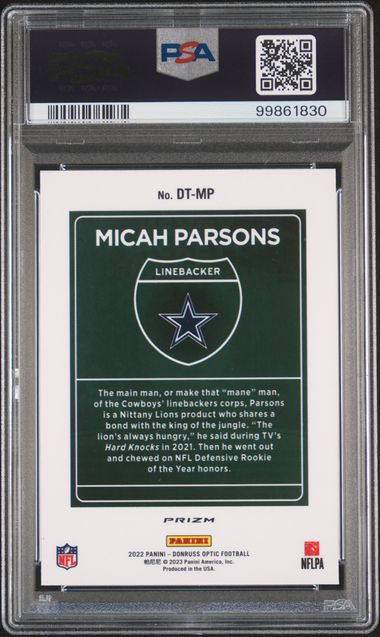 PSA
99861830
No. DT-MP
MICAH PARSONS
LINEBACKER
The main man, or make that “mane” man,
of the Cowboys’ linebackers corps, Parsons
is a Nittany Lions product who shares a
bond with the king of the jungle. “The
lion’s always hungry,” he said during TV’s
Hard Knocks in 2021. Then he went out
and chewed on NFL Defensive Rookie
of the Year honors.
PRIZM
PANINI
NFL
NFLPA
2022 PANINI – DONRUSS OPTIC FOOTBALL
帕尼尼 © 2023 Panini America, Inc.
Produced in the USA.
PSA